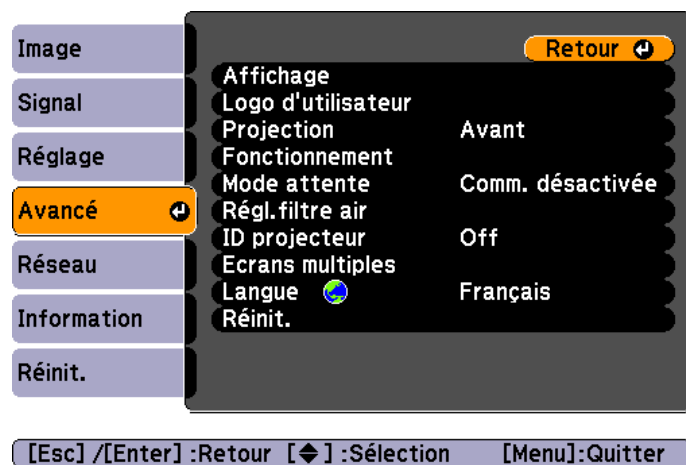 Image
Signal
Réglage
Avancé
Réseau
Information
Réinit.
Retour
Affichage
Logo d'utilisateur
Projection Avant
Fonctionnement
Mode attente Comm. désactivée
Régl.filtre air
ID projecteur Off
Ecrans multiples
Langue Français
Réinit.
[Esc] /[Enter] :Retour [◆] :Sélection [Menu]:Quitter